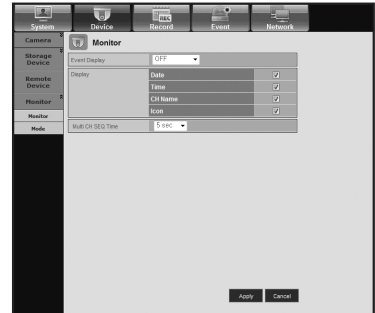 System Device Record Event Network
REC
Camera
Storage
Device
Remote
Device
Monitor
Monitor
Mode
Monitor
Event Display OFF
Display Date
Time
CH Name
Icon
Multi CH SEQ Time 5 sec
Apply Cancel